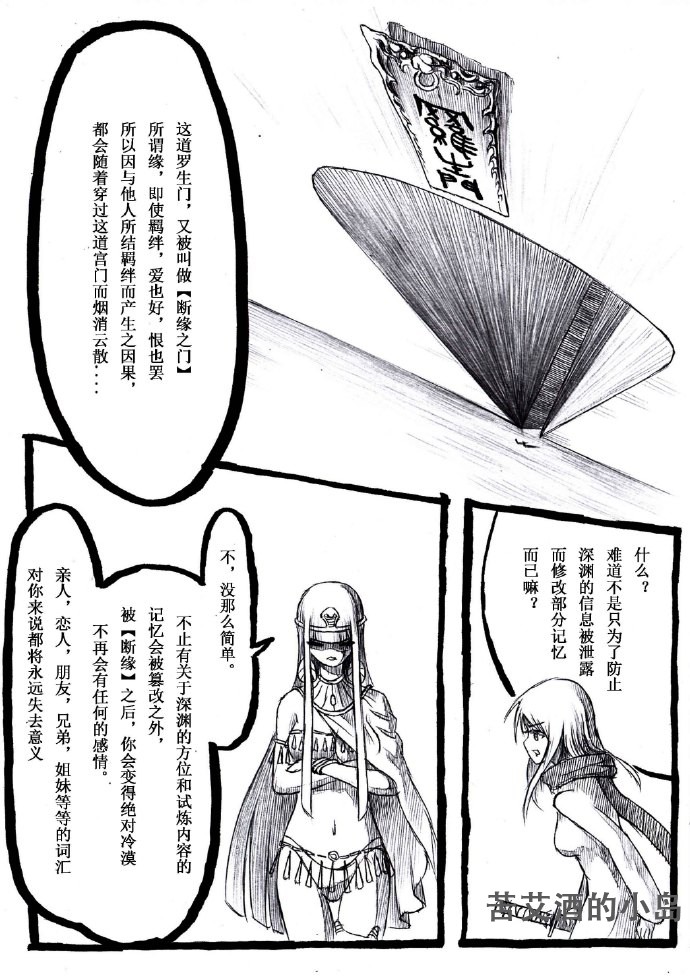 羅生門
这道罗生门，又被叫做【断缘之门】
所谓缘，即使羁绊，爱也好，恨也罢
所以因与他人所结羁绊而产生之因果，
都会随着穿过这道宫门而烟消云散....
什么？
难道不是只为了防止
深渊的信息被泄露
而修改部分记忆
而已嘛？
不，没那么简单。
不止有关于深渊的方位和试炼内容的
记忆会被篡改之外，
被【断缘】之后，你会变得绝对冷漠
不再会有任何的感情。
亲人，恋人，朋友，兄弟，姐妹等等的词汇
对你来说都将永远失去意义
苦艾酒的小岛